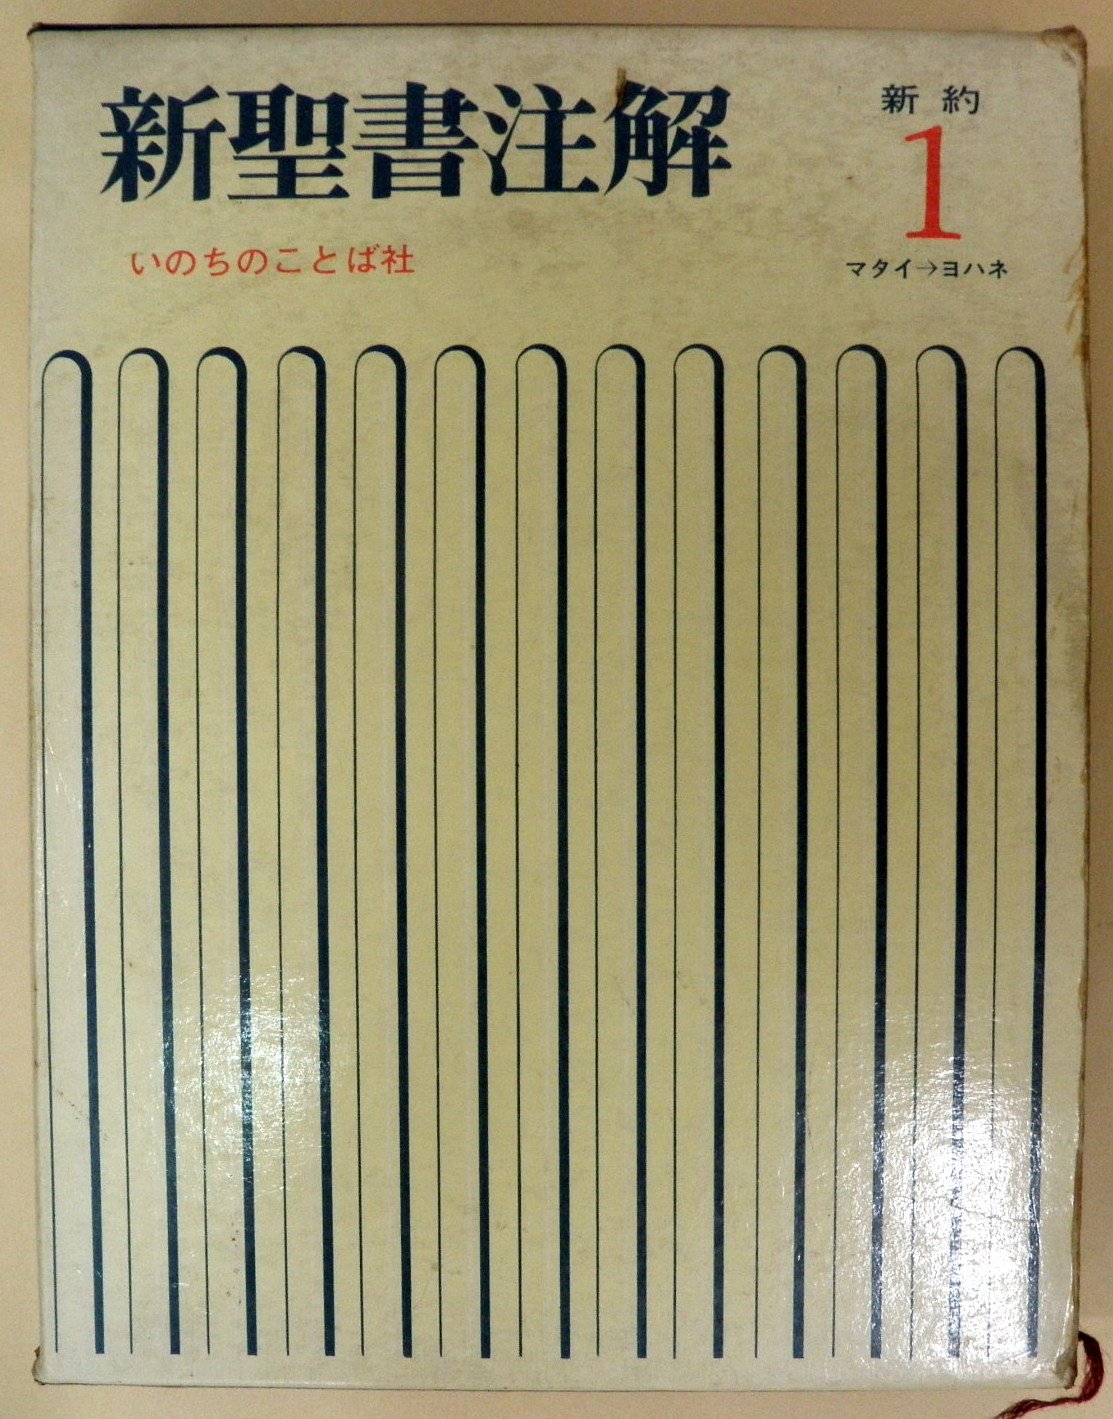 新聖書注解
いのちのことば社
新約
1
マタイ→ヨハネ